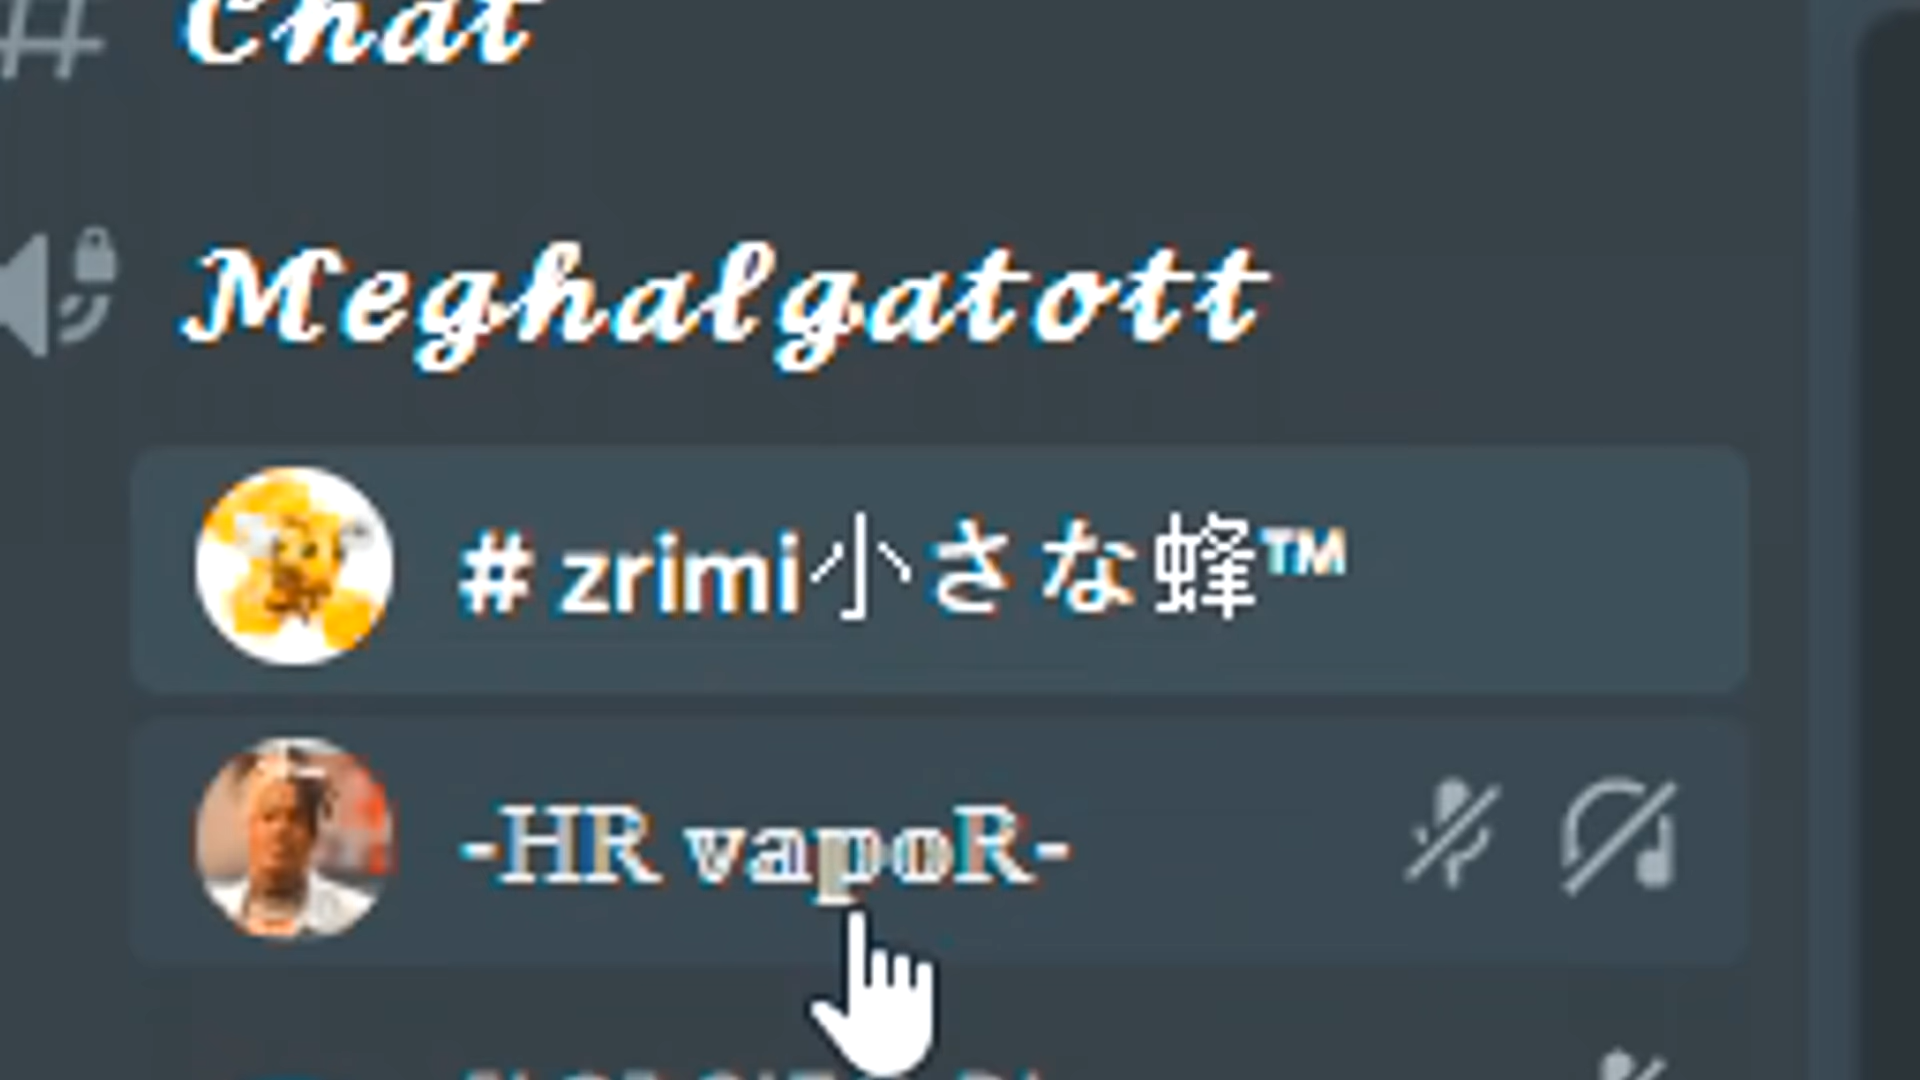 # Chat
Meghalgatott
# zrimi小さな蜂™
-HR vapoR-